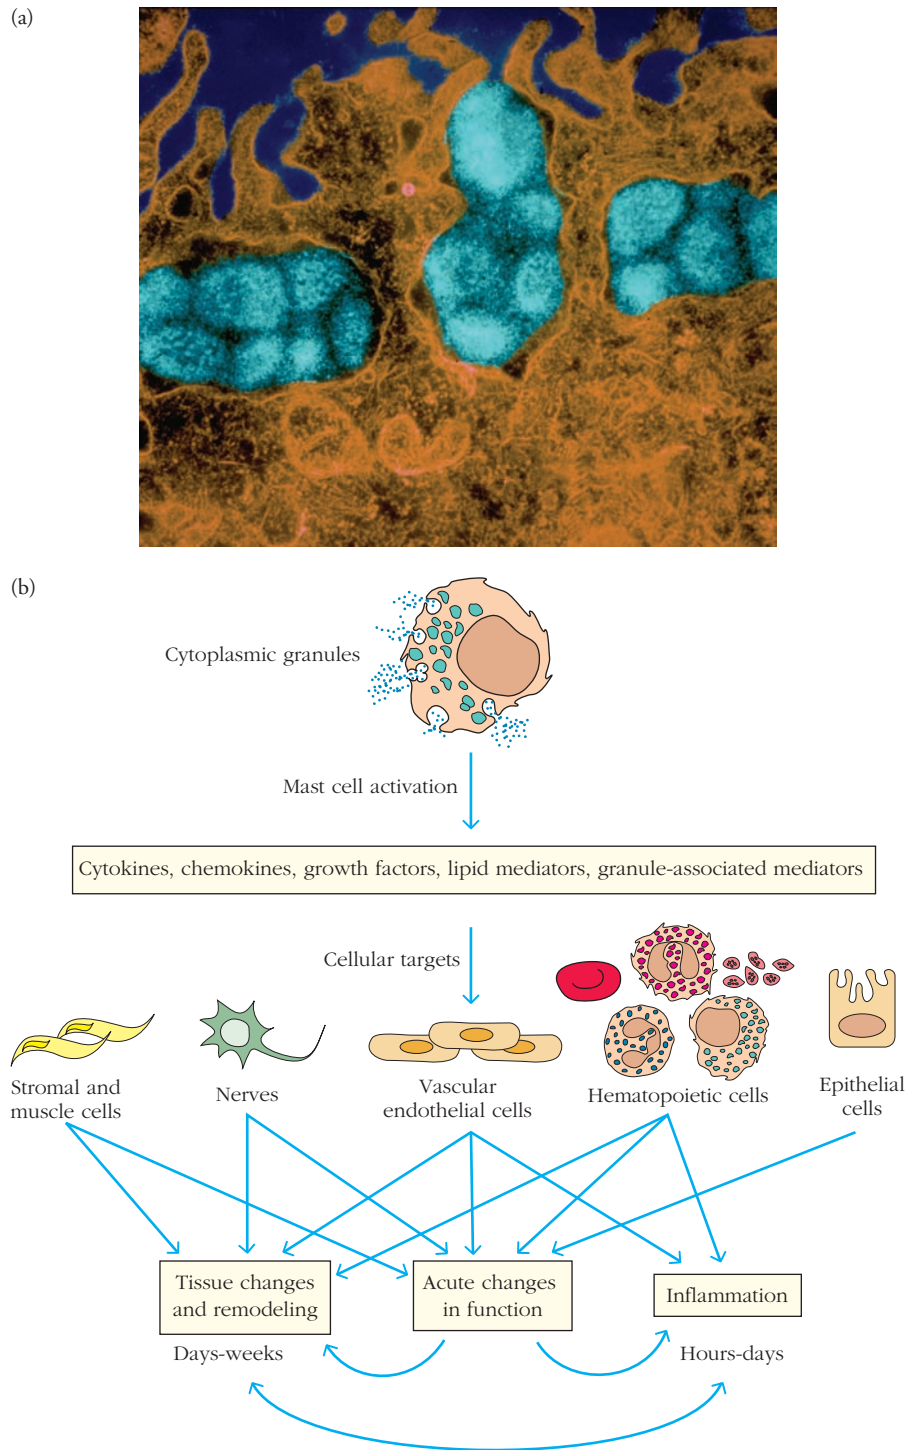 (a)
(b)
Cytoplasmic granules
Mast cell activation
Cytokines, chemokines, growth factors, lipid mediators, granule-associated mediators
Cellular targets
Stromal and
muscle cells
Nerves
Vascular
endothelial cells
Hematopoietic cells
Epithelial
cells
Tissue changes
and remodeling
Acute changes
in function
Inflammation
Days-weeks
Hours-days